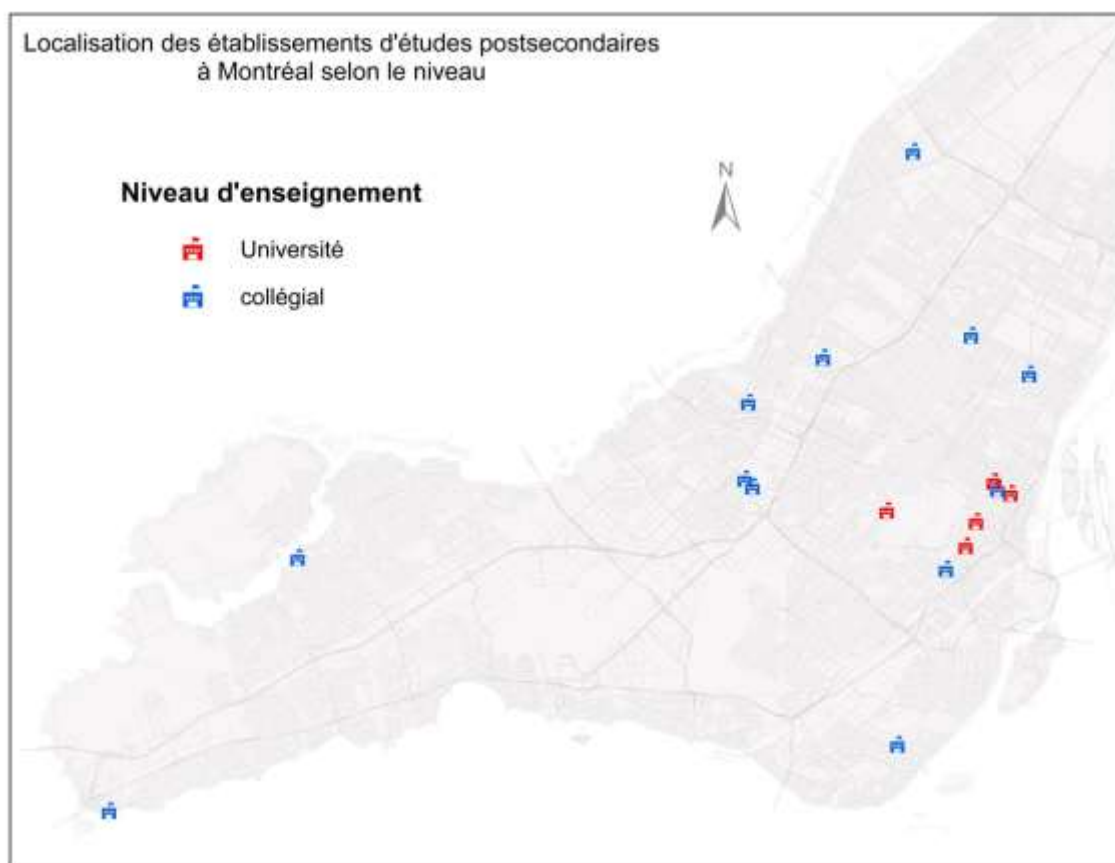 Localisation des établissements d'études postsecondaires
à Montréal selon le niveau
N
Niveau d'enseignement
Université
collégial